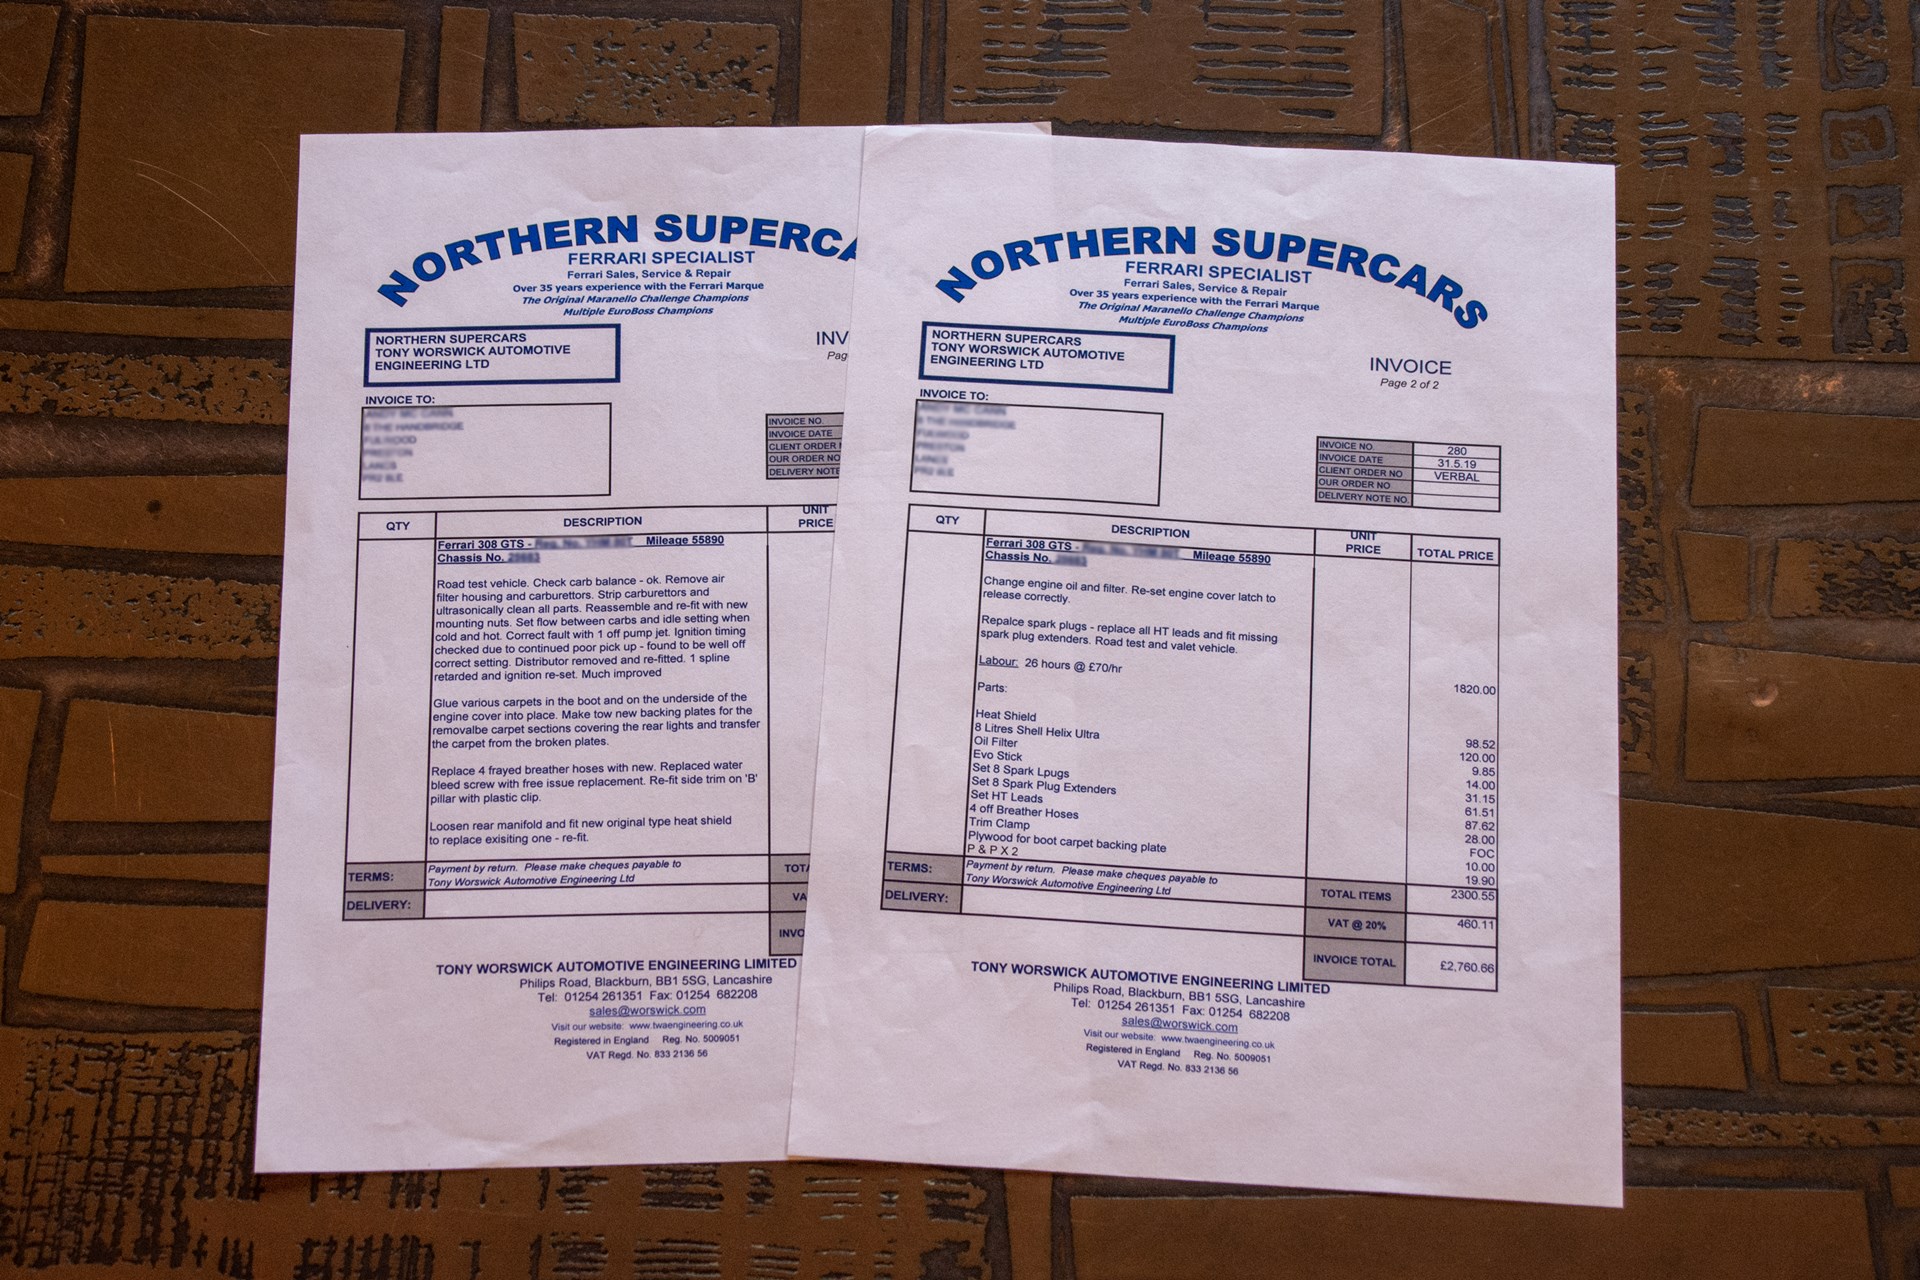 NORTHERN SUPERCA
FERRARI SPECIALIST
Ferrari Sales, Service & Repair
Over 35 years experience with the Ferrari Marque
The Original Maranello Challenge Champions
Multiple EuroBoss Champions
NORTHERN SUPERCARS
TONY WORSWICK AUTOMOTIVE
ENGINEERING LTD
INV
Pag
INVOICE TO:
INVOICE NO.
INVOICE DATE
CLIENT ORDER N
OUR ORDER NO
DELIVERY NOTE
QTY DESCRIPTION UNIT PRICE
Ferrari 308 GTS - Mileage 55890
Chassis No.
Road test vehicle. Check carb balance - ok. Remove air
filter housing and carburettors. Strip carburettors and
ultrasonically clean all parts. Reassemble and re-fit with new
mounting nuts. Set flow between carbs and idle setting when
cold and hot. Correct fault with 1 off pump jet. Ignition timing
checked due to continued poor pick up - found to be well off
correct setting. Distributor removed and re-fitted. 1 spline
retarded and ignition re-set. Much improved
Glue various carpets in the boot and on the underside of the
engine cover into place. Make tow new backing plates for the
removalbe carpet sections covering the rear lights and transfer
the carpet from the broken plates.
Replace 4 frayed breather hoses with new. Replaced water
bleed screw with free issue replacement. Re-fit side trim on 'B'
pillar with plastic clip.
Loosen rear manifold and fit new original type heat shield
to replace exisiting one - re-fit.
TERMS: Payment by return. Please make cheques payable to
Tony Worswick Automotive Engineering Ltd
TOTA
DELIVERY:
VA
INVO
TONY WORSWICK AUTOMOTIVE ENGINEERING LIMITED
Philips Road, Blackburn, BB1 5SG, Lancashire
Tel: 01254 261351 Fax: 01254 682208
sales@worswick.com
Visit our website: www.twaengineering.co.uk
Registered in England Reg. No. 5009051
VAT Regd. No. 833 2136 56
NORTHERN SUPERCARS
FERRARI SPECIALIST
Ferrari Sales, Service & Repair
Over 35 years experience with the Ferrari Marque
The Original Maranello Challenge Champions
Multiple EuroBoss Champions
NORTHERN SUPERCARS
TONY WORSWICK AUTOMOTIVE
ENGINEERING LTD
INVOICE
Page 2 of 2
INVOICE TO:
INVOICE NO 280
INVOICE DATE 31.5.19
CLIENT ORDER NO VERBAL
OUR ORDER NO
DELIVERY NOTE NO.
QTY DESCRIPTION UNIT PRICE TOTAL PRICE
Ferrari 308 GTS - Mileage 55890
Chassis No.
Change engine oil and filter. Re-set engine cover latch to
release correctly.
Repalce spark plugs - replace all HT leads and fit missing
spark plug extenders. Road test and valet vehicle.
Labour: 26 hours @ £70/hr 1820.00
Parts:
Heat Shield 98.52
8 Litres Shell Helix Ultra 120.00
Oil Filter 9.85
Evo Stick 14.00
Set 8 Spark Lpugs 31.15
Set 8 Spark Plug Extenders 61.51
Set HT Leads 87.62
4 off Breather Hoses 28.00
Trim Clamp FOC
Plywood for boot carpet backing plate 10.00
P & P X 2 19.90
TERMS: Payment by return. Please make cheques payable to
Tony Worswick Automotive Engineering Ltd
TOTAL ITEMS 2300.55
DELIVERY:
VAT @ 20% 460.11
INVOICE TOTAL £2,760.66
TONY WORSWICK AUTOMOTIVE ENGINEERING LIMITED
Philips Road, Blackburn, BB1 5SG, Lancashire
Tel: 01254 261351 Fax: 01254 682208
sales@worswick.com
Visit our website: www.twaengineering.co.uk
Registered in England Reg. No. 5009051
VAT Regd. No. 833 2136 56